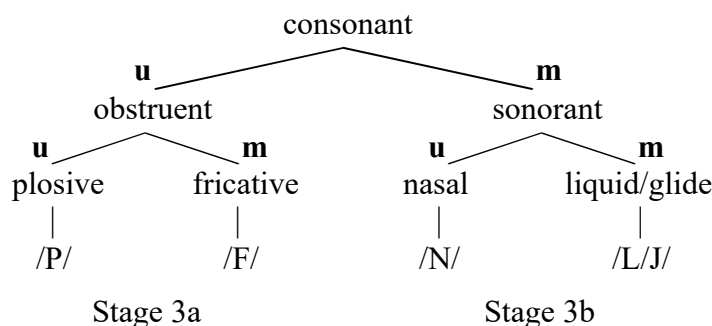 consonant
u m
obstruent sonorant
u m u m
plosive fricative nasal liquid/glide
/P/ /F/ /N/ /L/J/
Stage 3a Stage 3b